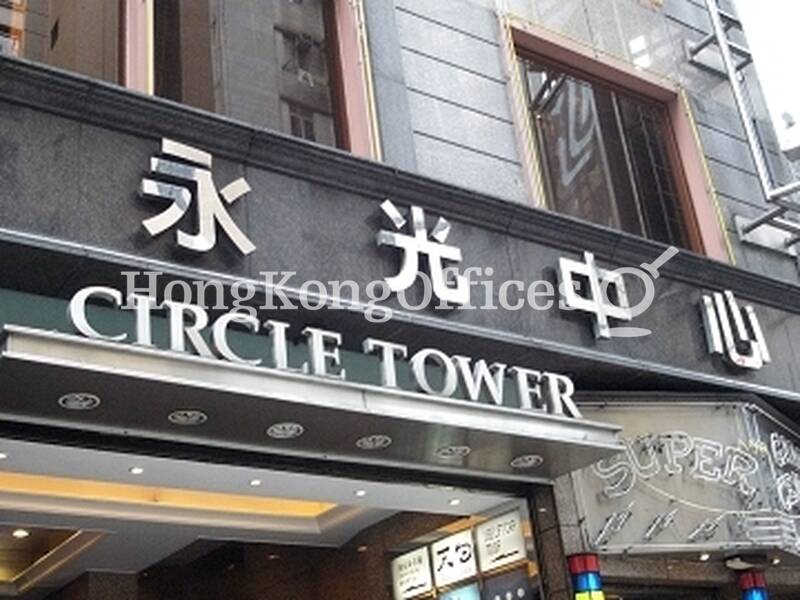 永光中心
HongKongOffices
CIRCLE TOWER
SUPER